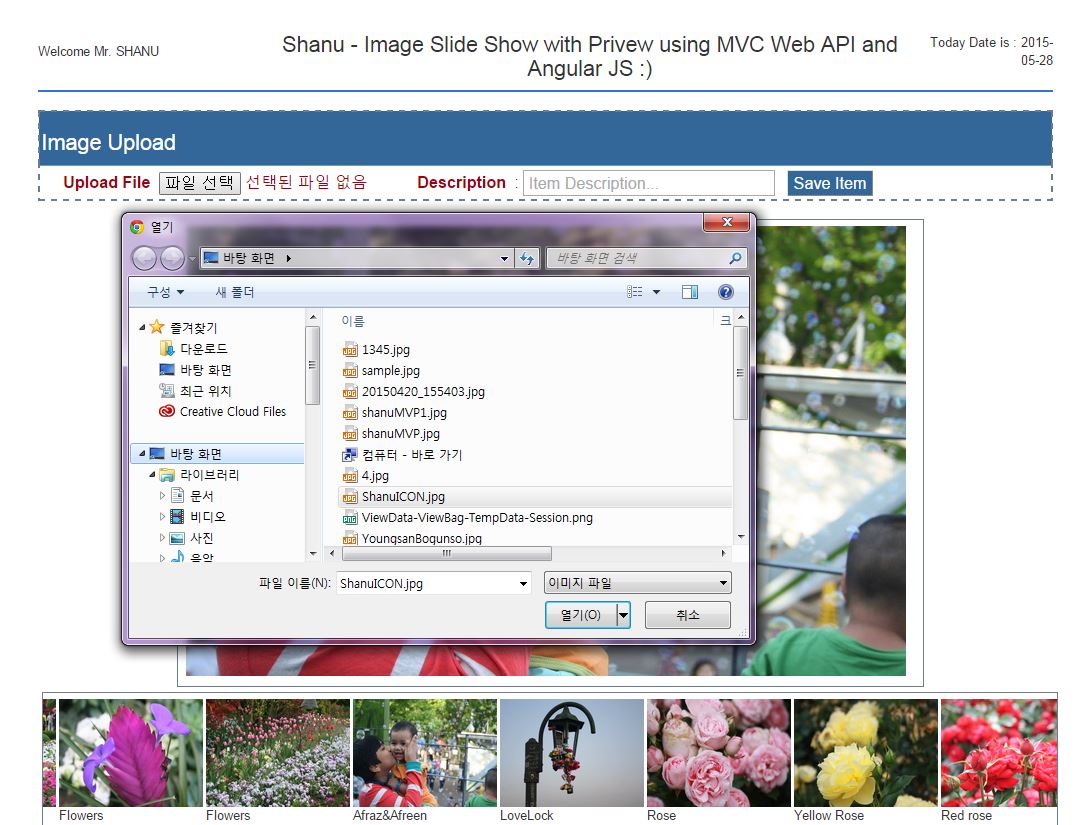 Welcome Mr. SHANU
Shanu - Image Slide Show with Privew using MVC Web API and
Angular JS :)
Today Date is : 2015-
05-28
Image Upload
Upload File 파일 선택 선택된 파일 없음 Description : Item Description... Save Item
열기
바탕 화면
바탕 화면 검색
구성 새 폴더
즐겨찾기
다운로드
바탕 화면
최근 위치
Creative Cloud Files
바탕 화면
라이브러리
문서
비디오
사진
음악
이름 크
1345.jpg
sample.jpg
20150420_155403.jpg
shanuMVP1.jpg
shanuMVP.jpg
컴퓨터 - 바로 가기
4.jpg
ShanuICON.jpg
ViewData-ViewBag-TempData-Session.png
YoungsanBogunso.jpg
파일 이름(N): ShanuICON.jpg 이미지 파일
열기(O) 취소
Flowers Flowers Afraz&Afreen LoveLock Rose Yellow Rose Red rose